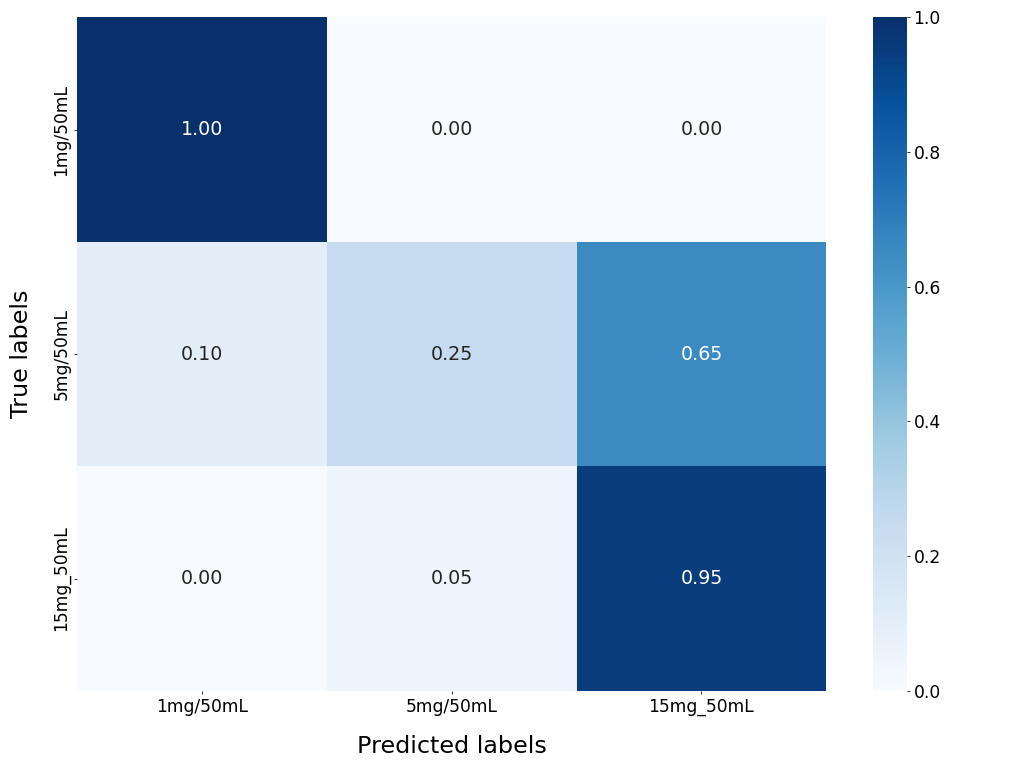 True labels
1mg/50mL
1.00 0.00 0.00
5mg/50mL
0.10 0.25 0.65
15mg_50mL
0.00 0.05 0.95
1mg/50mL 5mg/50mL 15mg_50mL
Predicted labels
1.0
0.8
0.6
0.4
0.2
0.0